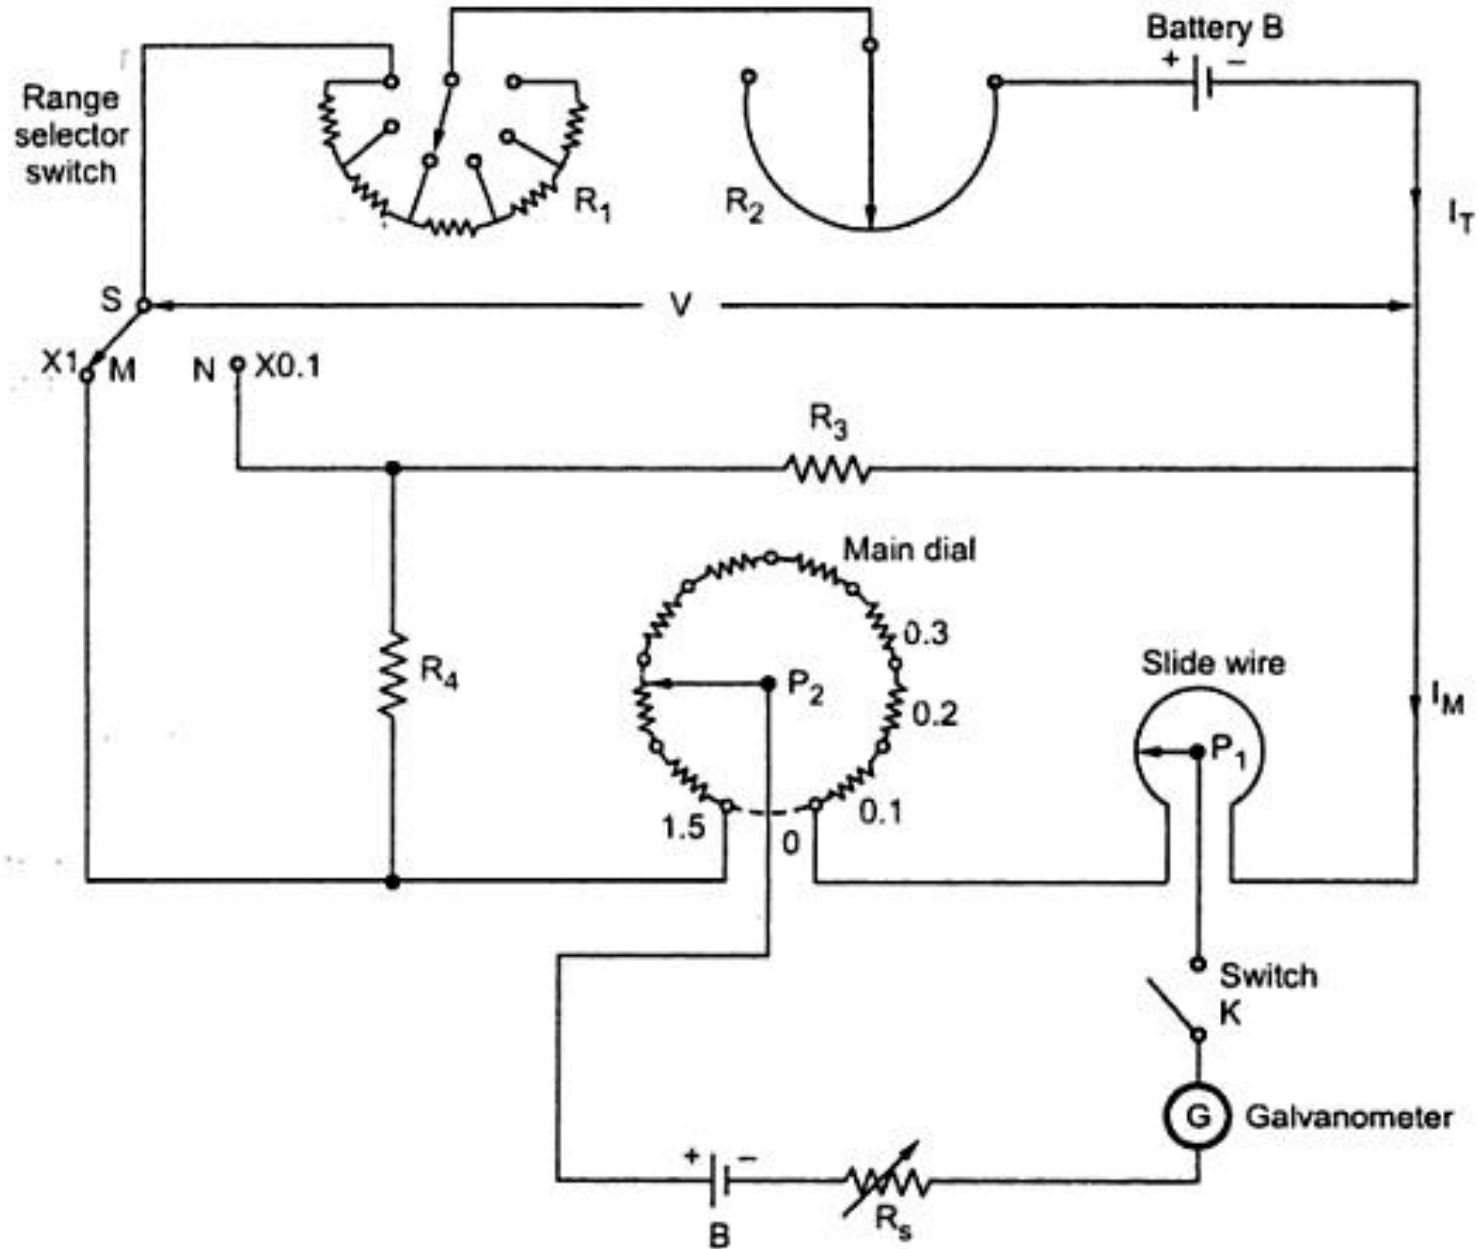 Battery B
+ −
Range
selector
switch
R1
R2
IT
S
V
X1
M
N
X0.1
R3
Main dial
0.3
R4
P2
0.2
Slide wire
IM
P1
0.1
1.5
0
Switch
K
G
Galvanometer
+ −
B
Rs